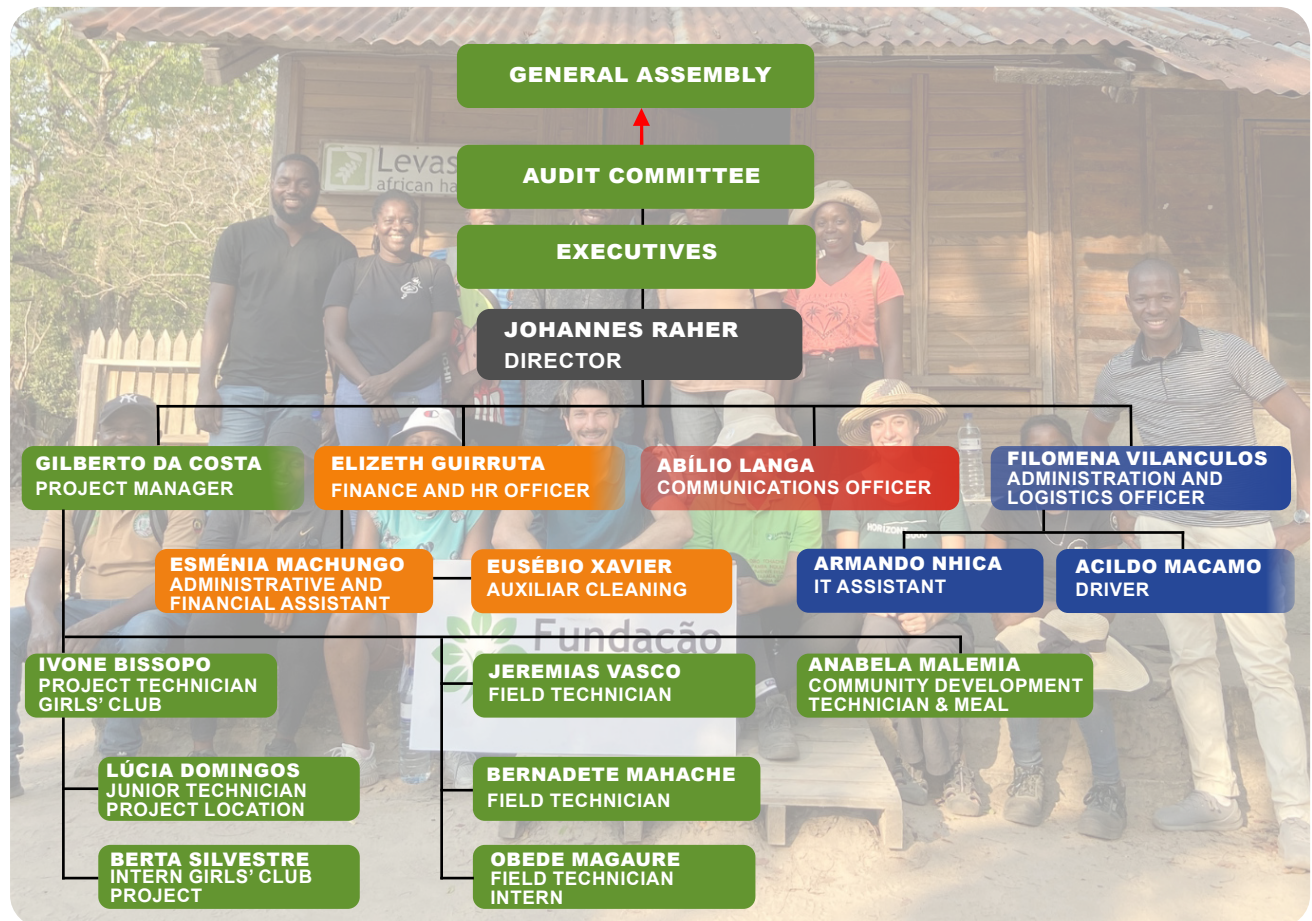 GENERAL ASSEMBLY
AUDIT COMMITTEE
Levas
african ha
EXECUTIVES
JOHANNES RAHER
DIRECTOR
GILBERTO DA COSTA
PROJECT MANAGER
ELIZETH GUIRRUTA
FINANCE AND HR OFFICER
ABÍLIO LANGA
COMMUNICATIONS OFFICER
FILOMENA VILANCULOS
ADMINISTRATION AND
LOGISTICS OFFICER
ESMÉNIA MACHUNGO
ADMINISTRATIVE AND
FINANCIAL ASSISTANT
EUSÉBIO XAVIER
AUXILIAR CLEANING
ARMANDO NHICA
IT ASSISTANT
ACILDO MACAMO
DRIVER
Fundação
IVONE BISSOPO
PROJECT TECHNICIAN
GIRLS’ CLUB
JEREMIAS VASCO
FIELD TECHNICIAN
ANABELA MALEMIA
COMMUNITY DEVELOPMENT
TECHNICIAN & MEAL
LÚCIA DOMINGOS
JUNIOR TECHNICIAN
PROJECT LOCATION
BERNADETE MAHACHE
FIELD TECHNICIAN
BERTA SILVESTRE
INTERN GIRLS’ CLUB
PROJECT
OBEDE MAGAURE
FIELD TECHNICIAN
INTERN